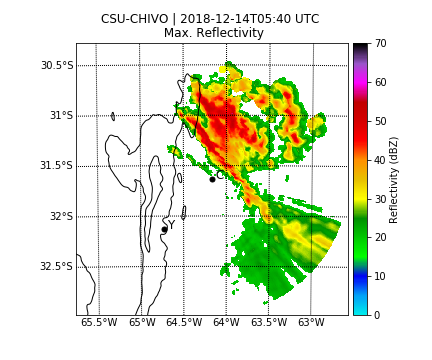 CSU-CHIVO | 2018-12-14T05:40 UTC
Max. Reflectivity
30.5°S
31°S
31.5°S
32°S
32.5°S
65.5°W 65°W 64.5°W 64°W 63.5°W 63°W
C
Y
70
60
50
40
30
20
10
0
Reflectivity (dBZ)